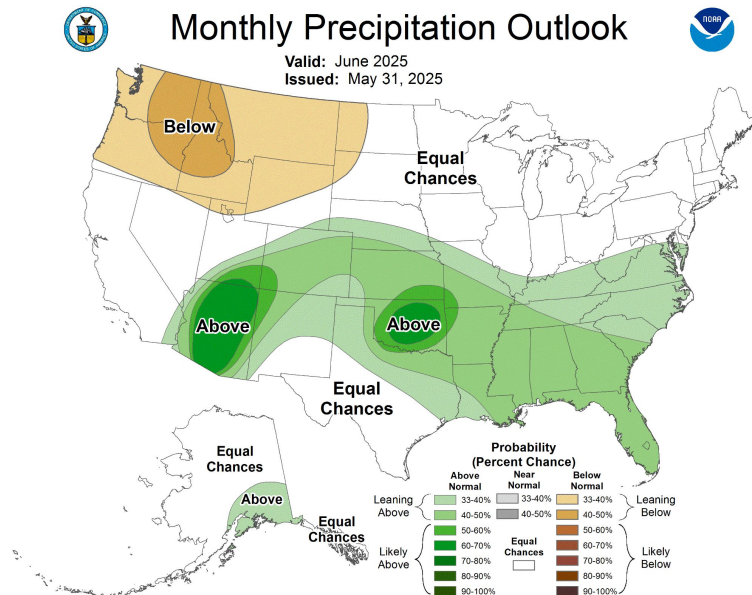 Monthly Precipitation Outlook
NOAA
Valid: June 2025
Issued: May 31, 2025
Below
Equal
Chances
Above
Above
Equal
Chances
Equal
Chances
Above
Equal
Chances
Probability
(Percent Chance)
Above
Normal
Near
Normal
Below
Normal
Leaning
Above
33-40%
33-40%
33-40%
Leaning
Below
40-50%
40-50%
40-50%
50-60%
50-60%
Likely
Above
60-70%
Equal
Chances
60-70%
Likely
Below
70-80%
70-80%
80-90%
80-90%
90-100%
90-100%